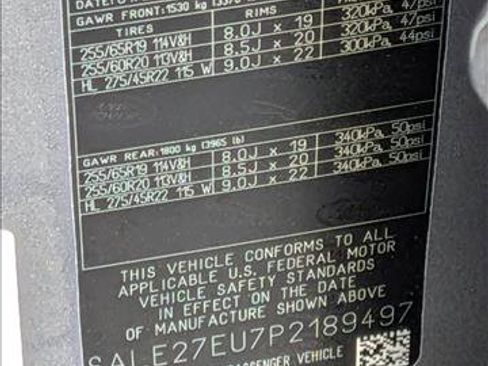 GAWR FRONT:1530 kg
TIRES RIMS
255/65R19 114V&H 8.0J x 19 320kPa, 47psi
255/60R20 113V&H 8.5J x 20 320kPa, 47psi
HL 275/45R22 115 W 9.0J x 22 300kPa, 44psi
GAWR REAR:1800 kg (3965 lb)
255/65R19 114V&H 8.0J x 19 340kPa, 50psi
255/60R20 113V&H 8.5J x 20 340kPa, 50psi
HL 275/45R22 115 W 9.0J x 22 340kPa, 50psi
THIS VEHICLE CONFORMS TO ALL
APPLICABLE U.S. FEDERAL MOTOR
VEHICLE SAFETY STANDARDS
IN EFFECT ON THE DATE
OF MANUFACTURE SHOWN ABOVE
SALE27EU7P2189497
PASSENGER VEHICLE